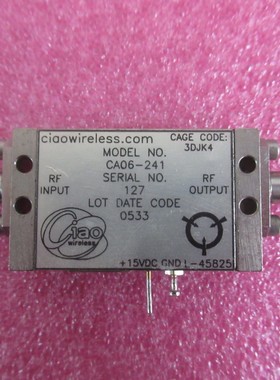 ciaowireless.com
CAGE CODE:
3DJK4
MODEL NO.
CA06-241
RF
INPUT
SERIAL NO.
127
RF
OUTPUT
LOT DATE CODE
0533
Ciao
wireless
+15VDC GND L-45825